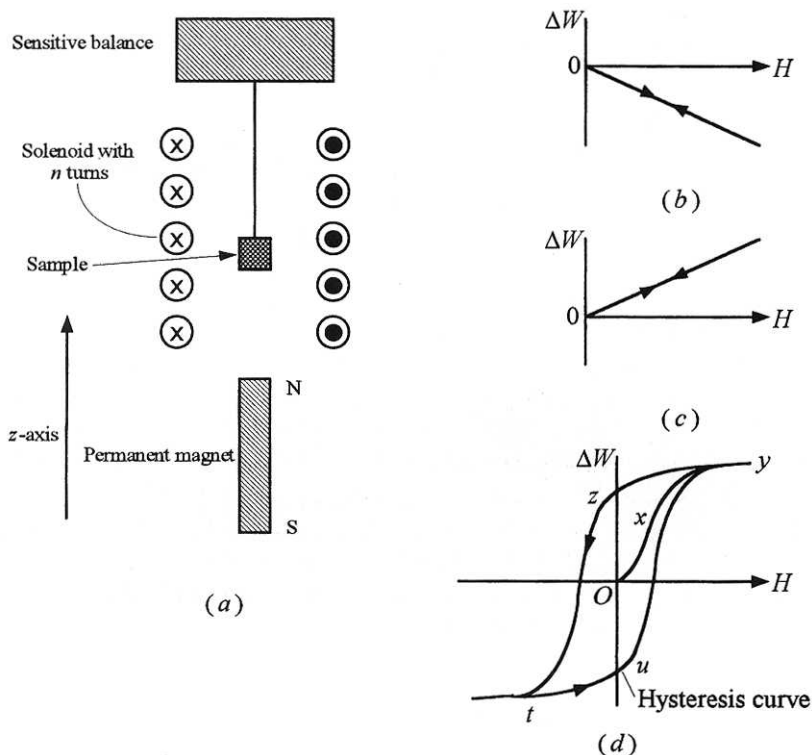 Sensitive balance
Solenoid with
n turns
x
x
x
x
x
Sample
z-axis
Permanent magnet
N
S
(a)
ΔW
0
H
(b)
ΔW
0
H
(c)
ΔW
z
x
y
O
H
u
t
Hysteresis curve
(d)